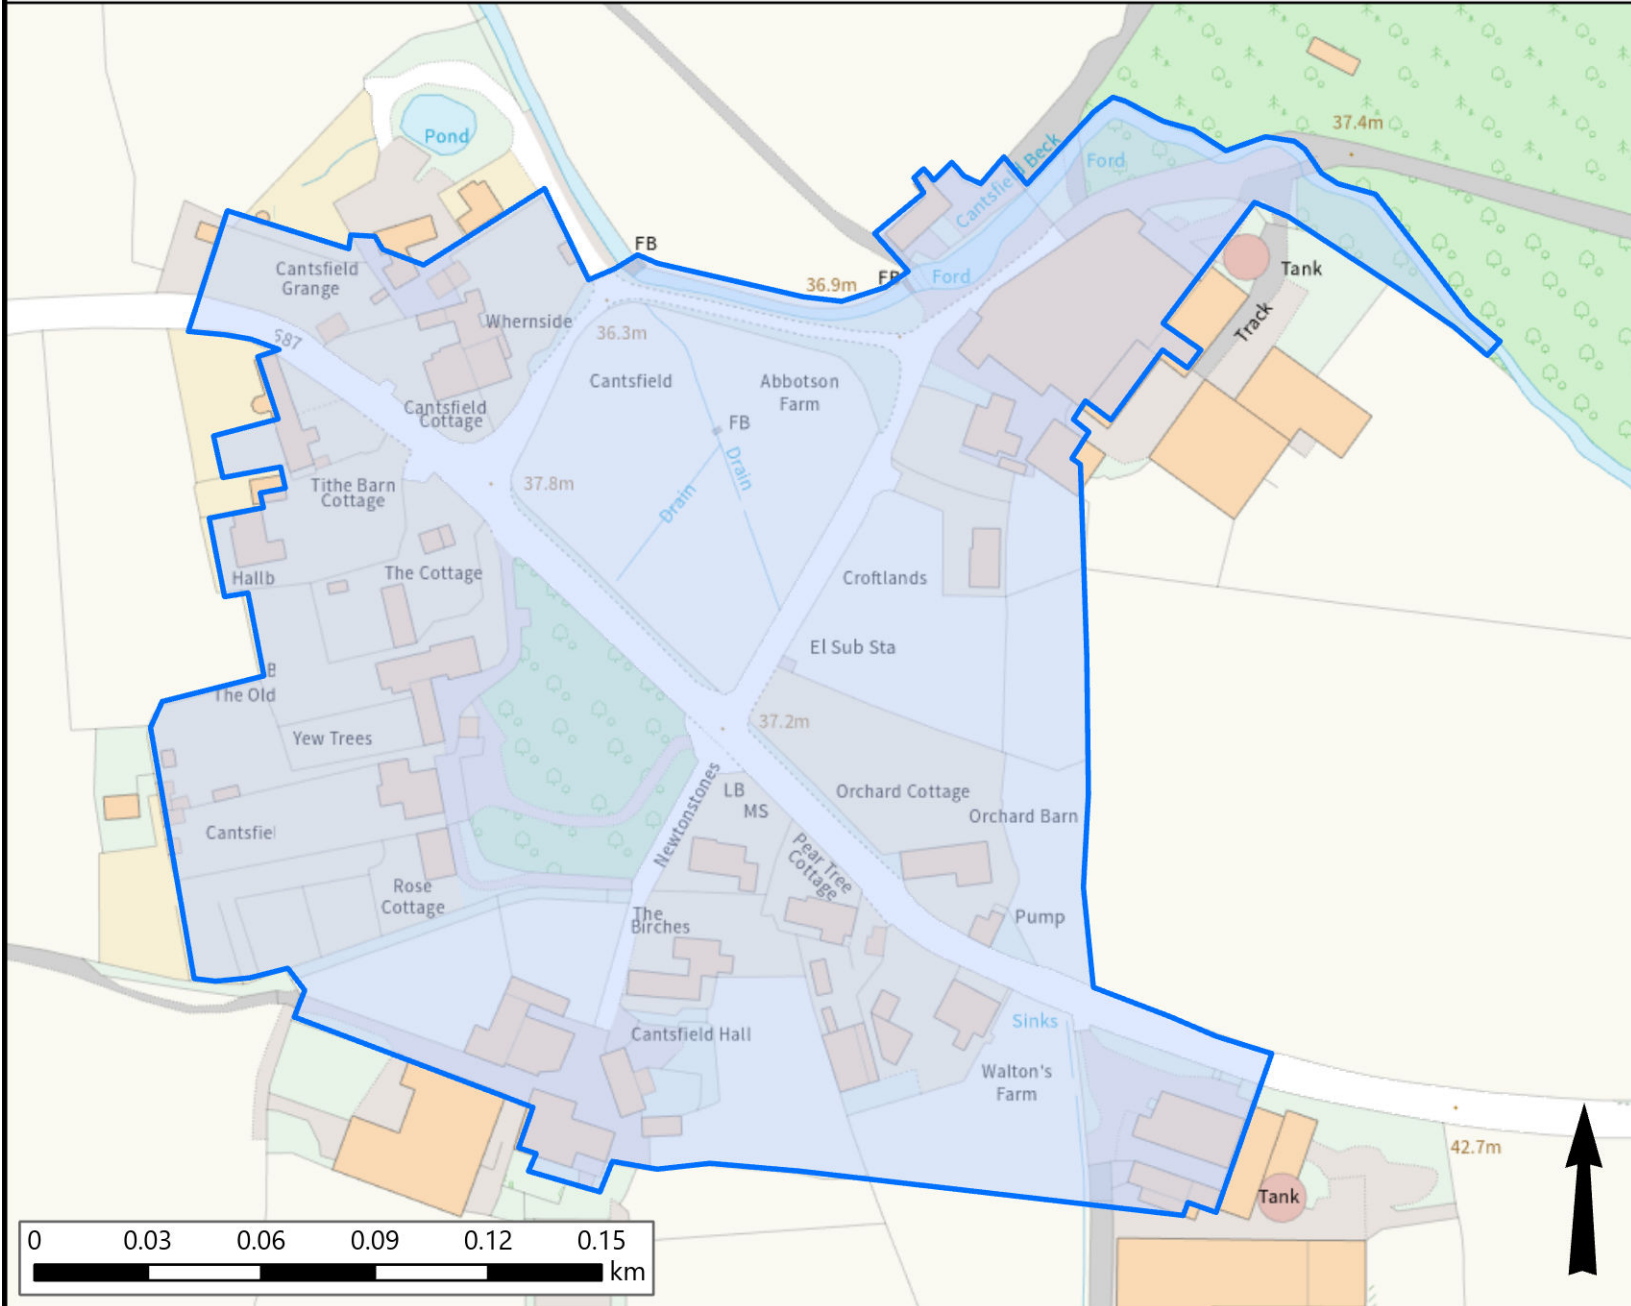 37.4m
Pond
Cantsfield Beck
Ford
FB
Cantsfield
Grange
36.9m
FB
Ford
Tank
Track
687
Whernside
36.3m
Cantsfield
Abbotson
Farm
Cantsfield
Cottage
FB
Drain
Drain
Tithe Barn
Cottage
37.8m
Hallb
The Cottage
Croftlands
El Sub Sta
B
The Old
Yew Trees
37.2m
Newtonstones
LB
MS
Orchard Cottage
Orchard Barn
Cantsfie
Pear Tree
Cottage
Rose
Cottage
The
Birches
Pump
Cantsfield Hall
Sinks
Walton's
Farm
42.7m
Tank
0 0.03 0.06 0.09 0.12 0.15
km